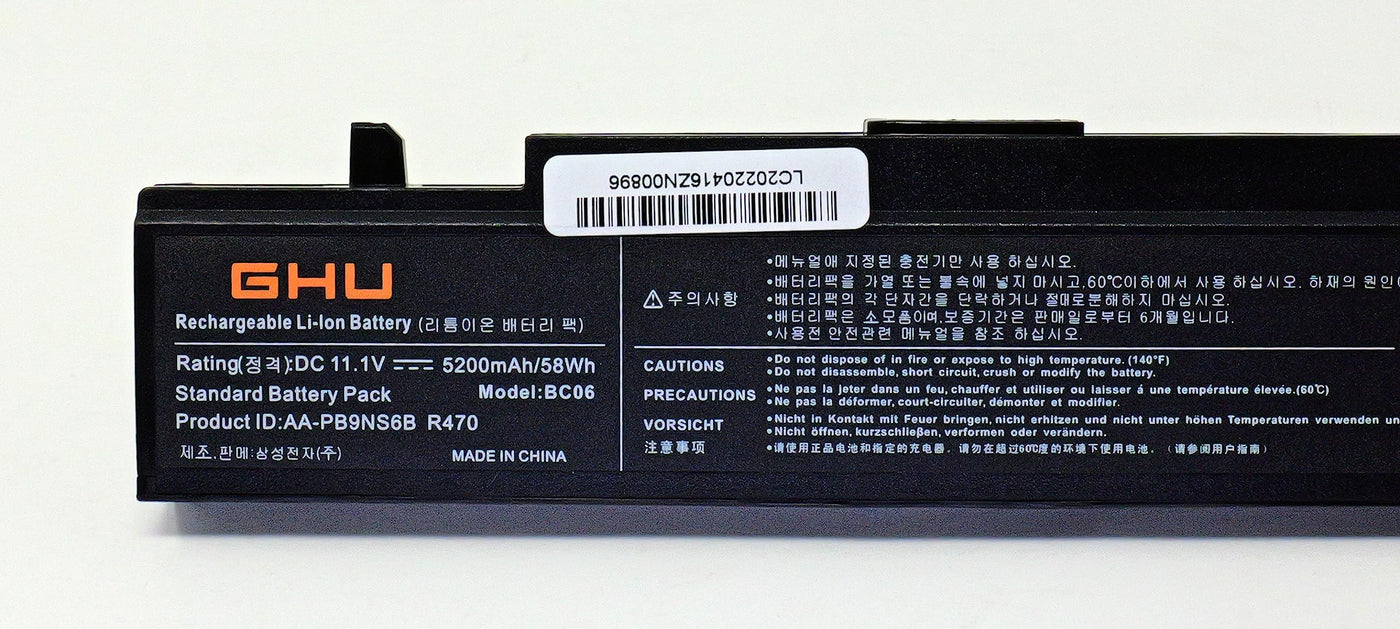 LC20220416ZN00896
GHU
Rechargeable Li-Ion Battery (리튬이온 배터리 팩)
Rating(정격):DC 11.1V 5200mAh/58Wh
Standard Battery Pack Model:BC06
Product ID:AA-PB9NS6B R470
제조.판메:삼성전자(주)
MADE IN CHINA
주의사항
•메뉴얼애 지정된 충전기만 사용 하십시오.
•배터리팩을 가열 또는 불속에 넣지 마시고.60℃이하에서 사용 하십시오. 하재의 원인
•배터리팩의 각 단자간을 단락하거나 절때로분해하지 마십시오.
•배터리팩은 소모품이며.보증기간은 판매일로부터 6개월입니다.
•사용전 안전관련 메뉴얼을 참조 하십시오.
CAUTIONS
•Do not dispose of in fire or expose to high temperature. (140°F)
•Do not disassemble, short circuit, crush or modify the battery.
PRECAUTIONS
•Ne pas la jeter dans un feu, chauffer et utiliser ou laisser á une température élevée.(60℃)
•Ne pas la déformer, court-circuiter, démonter et modifier.
VORSICHT
•Nicht in Kontakt mit Feuer bringen, nicht erhitzen und nicht unter höhen Temperaturen verwenden un
•Nicht öffnen, kurzschließen, verformen oder verändern.
注意事项
•请使用正品电池和指定的充电器。请勿在超过60℃度的环境下使用电池。（请参阅用户指南）